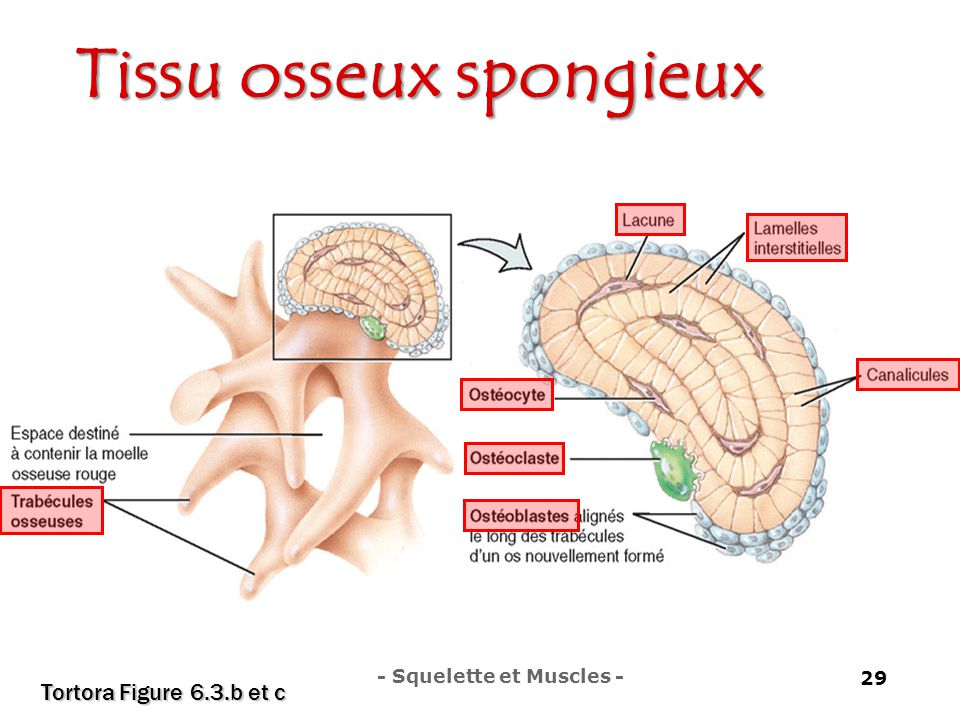 Tissu osseux spongieux
Lacune
Lamelles
interstitielles
Canalicules
Ostéocyte
Espace destiné
à contenir la moelle
osseuse rouge
Ostéoclaste
Trabécules
osseuses
Ostéoblastes alignés
le long des trabécules
d'un os nouvellement formé
- Squelette et Muscles -
29
Tortora Figure 6.3.b et c